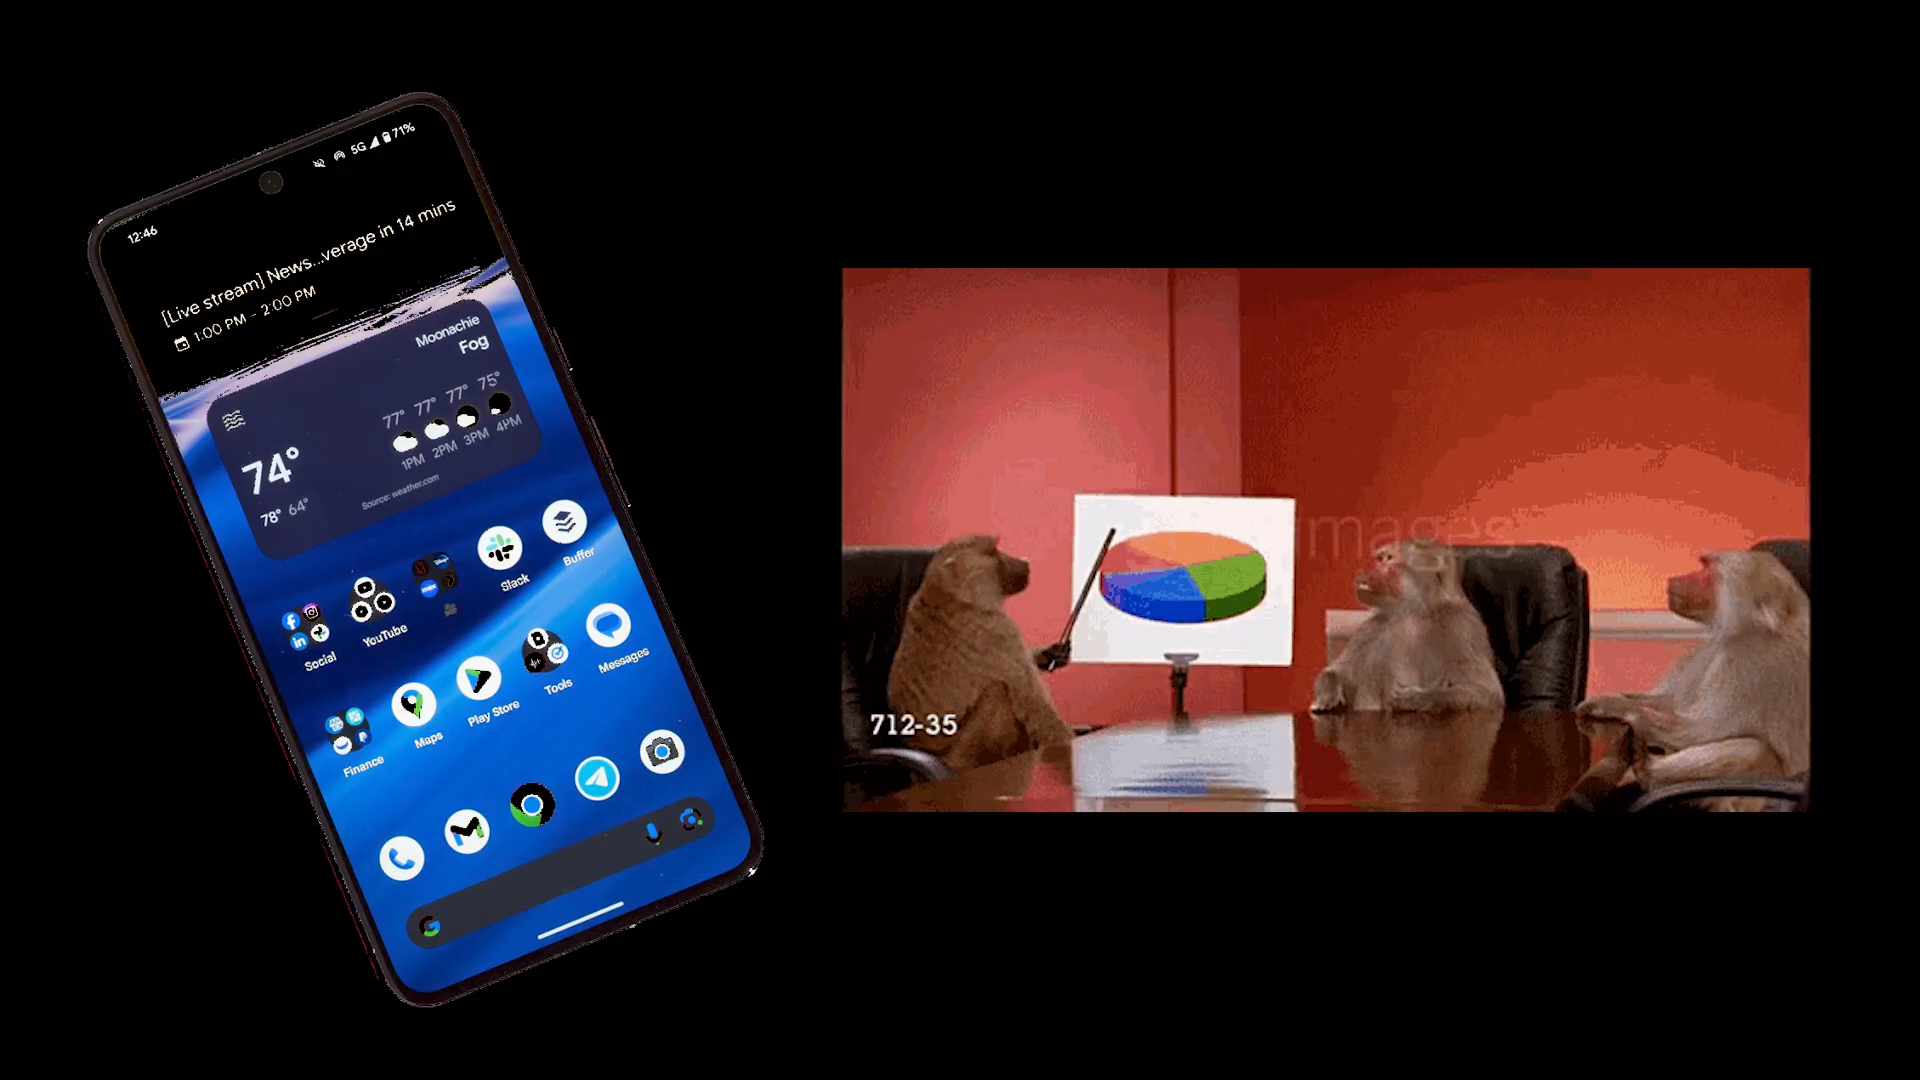 12:46
5G 71%
[Live stream] News...verage in 14 mins
1:00 PM - 2:00 PM
Moonachie
Fog
74°
78° 64°
77° 77° 77° 75°
1PM 2PM 3PM 4PM
Source: weather.com
Social
YouTube
Slack
Buffer
Finance
Maps
Play Store
Tools
Messages
images
712-35